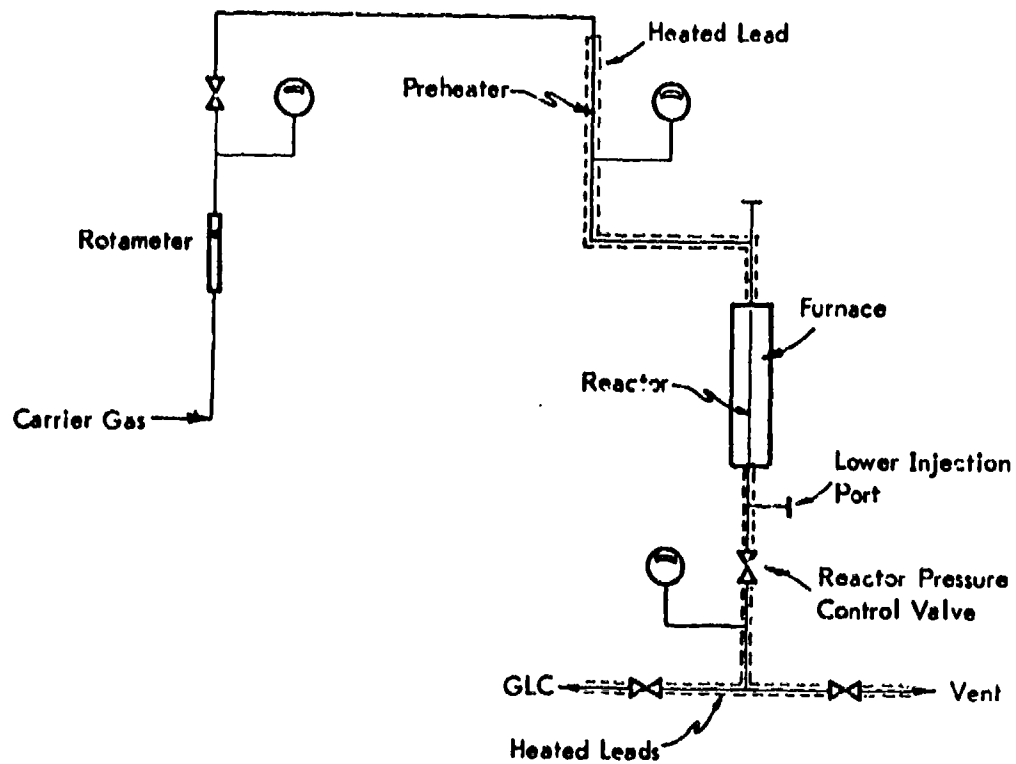 Heated Lead
Preheater
Rotameter
Furnace
Reactor
Carrier Gas
Lower Injection
Port
Reactor Pressure
Control Valve
GLC
Vent
Heated Leads